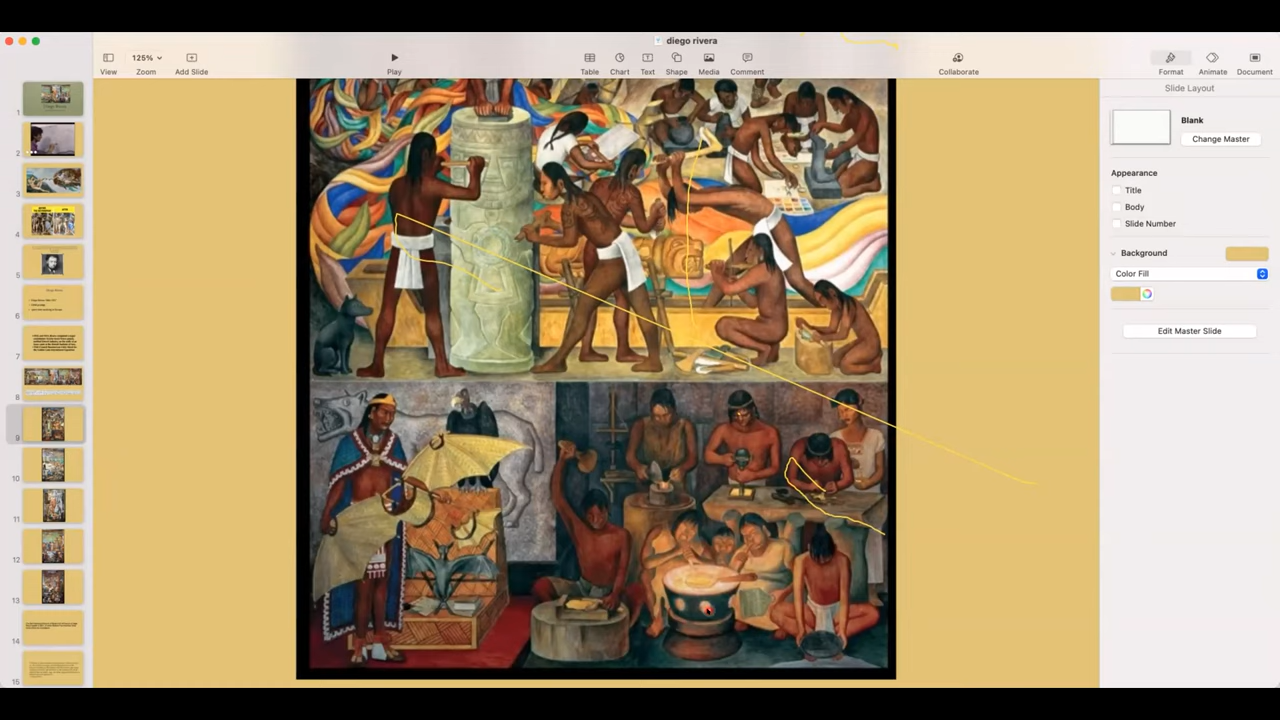 diego rivera
125%
View
Zoom
Add Slide
Play
Table
Chart
Text
Shape
Media
Comment
Collaborate
Format
Animate
Document
Slide Layout
Blank
Change Master
Appearance
Title
Body
Slide Number
Background
Color Fill
Edit Master Slide
1
2
3
4
5
6
7
8
9
10
11
12
13
14
15